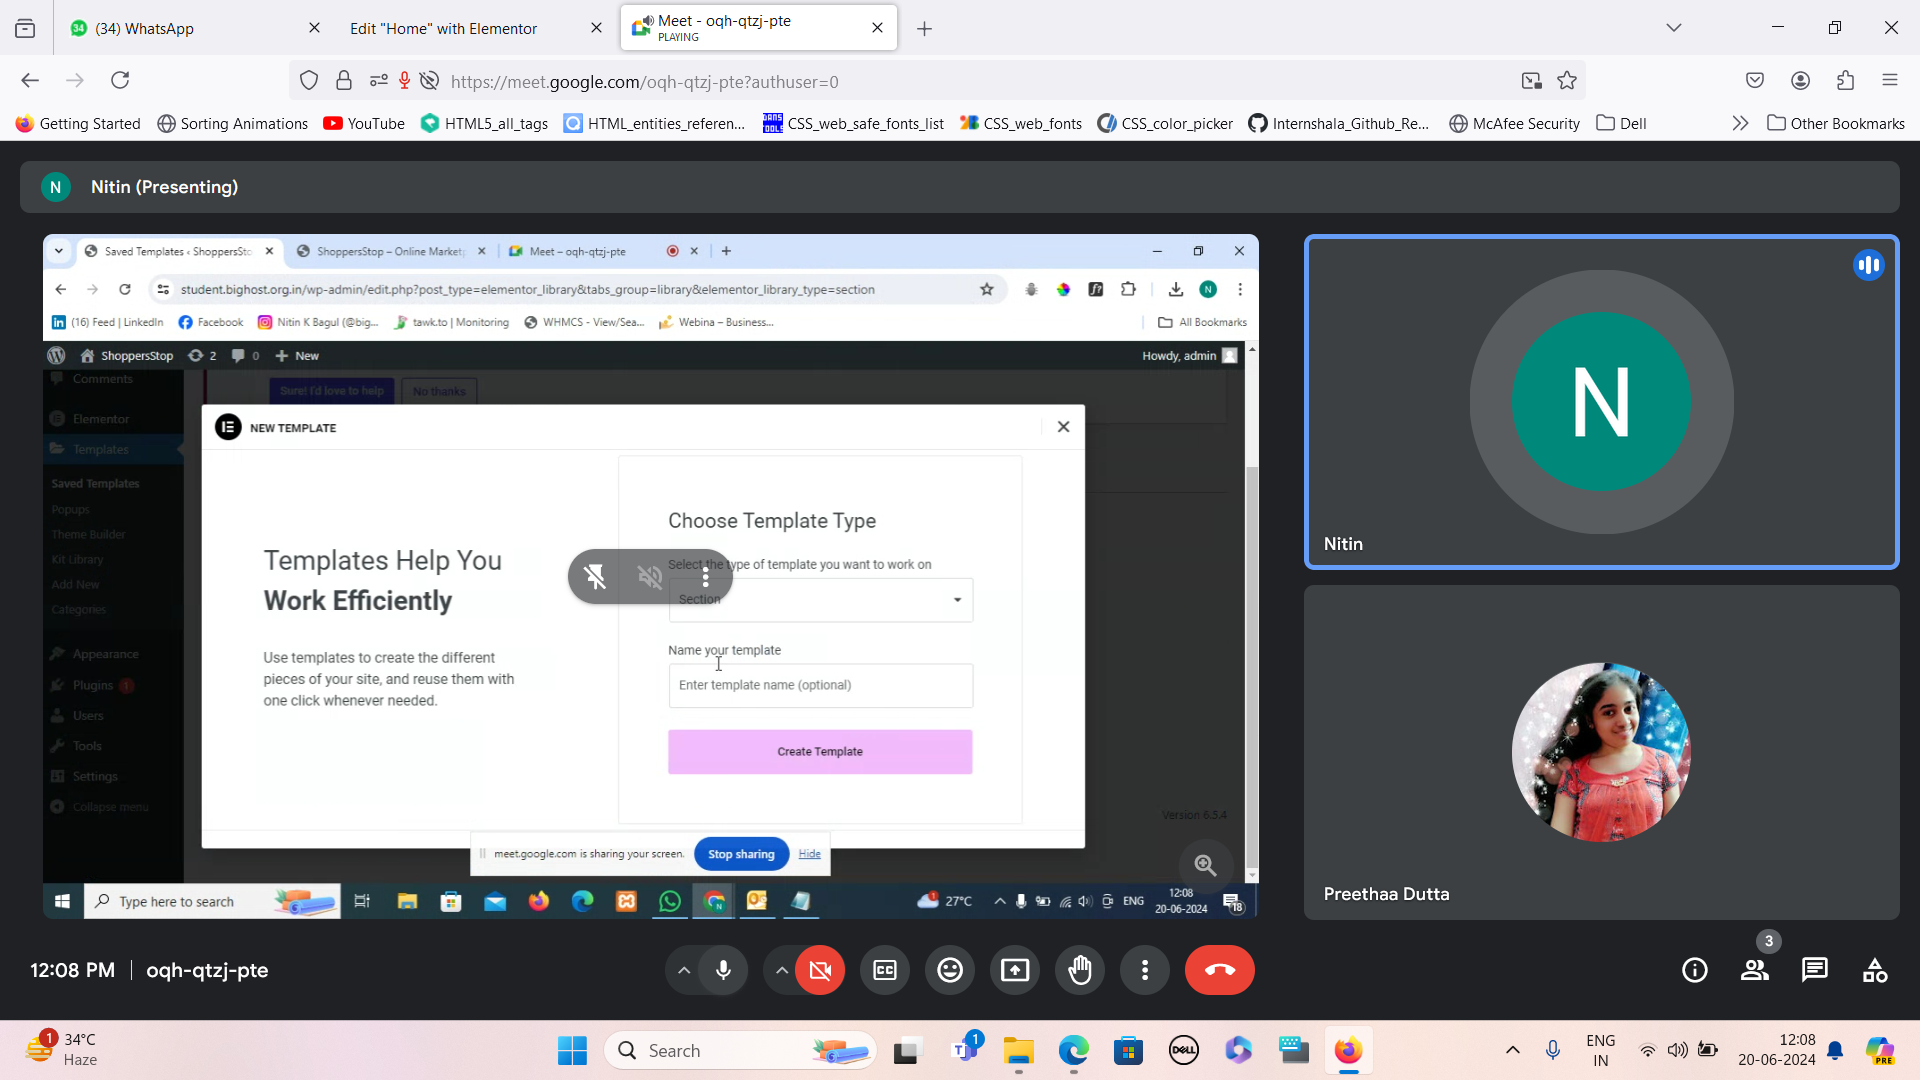 34
(34) WhatsApp
Edit "Home" with Elementor
Meet - oqh-qtzj-pte
PLAYING
https://meet.google.com/oqh-qtzj-pte?authuser=0
Getting Started
Sorting Animations
YouTube
HTML5_all_tags
HTML_entities_referen...
CSS_web_safe_fonts_list
CSS_web_fonts
CSS_color_picker
Internshala_Github_Re...
McAfee Security
Dell
Other Bookmarks
N
Nitin (Presenting)
Saved Templates ‹ ShoppersSto
ShoppersStop – Online Marketp
Meet – oqh-qtzj-pte
student.bighost.org.in/wp-admin/edit.php?post_type=elementor_library&tabs_group=library&elementor_library_type=section
N
(16) Feed | LinkedIn
Facebook
Nitin K Bagul (@big...
tawk.to | Monitoring
WHMCS - View/Sea...
Webina – Business...
All Bookmarks
ShoppersStop
2
0
New
Howdy, admin
Comments
Sure! I'd love to help
No thanks
Elementor
Templates
Saved Templates
Popups
Theme Builder
Kit Library
Add New
Categories
Appearance
Plugins 1
Users
Tools
Settings
Collapse menu
NEW TEMPLATE
Templates Help You
Work Efficiently
Use templates to create the different
pieces of your site, and reuse them with
one click whenever needed.
Choose Template Type
Select the type of template you want to work on
Section
Name your template
Enter template name (optional)
Create Template
Version 6.5.4
meet.google.com is sharing your screen.
Stop sharing
Hide
Type here to search
27°C
ENG
12:08
20-06-2024
18
N
Nitin
Preethaa Dutta
12:08 PM
oqh-qtzj-pte
3
1
34°C
Haze
Search
1
DELL
ENG
IN
12:08
20-06-2024
PRE